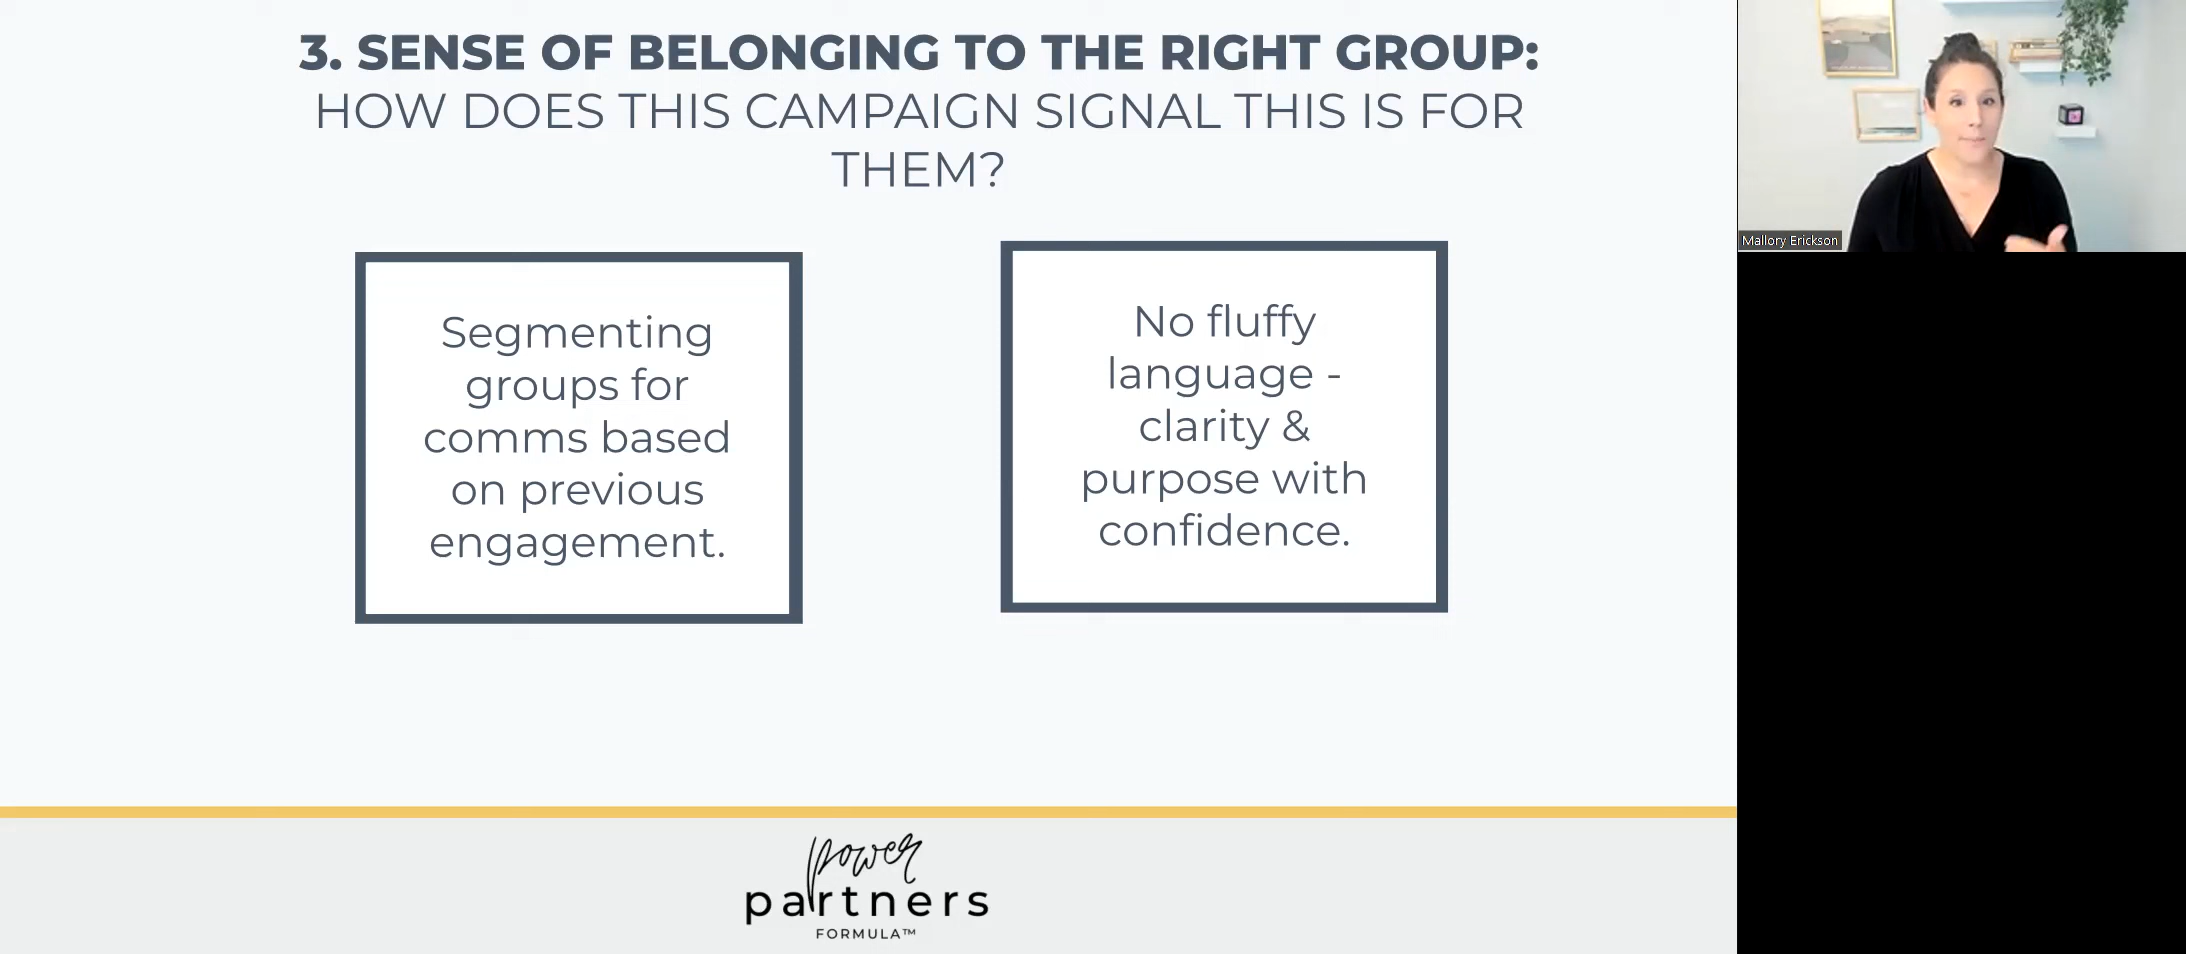 3. SENSE OF BELONGING TO THE RIGHT GROUP:
HOW DOES THIS CAMPAIGN SIGNAL THIS IS FOR
THEM?
Segmenting
groups for
comms based
on previous
engagement.
No fluffy
language -
clarity &
purpose with
confidence.
Mallory Erickson
power
partners
FORMULA™